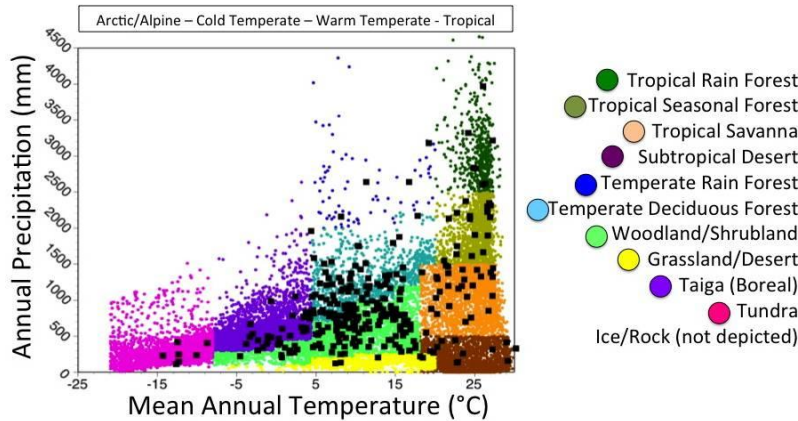 Arctic/Alpine – Cold Temperate – Warm Temperate - Tropical
Annual Precipitation (mm)
4500
4000
3500
3000
2500
2000
1500
1000
500
0
-25
-15
-5
5
15
25
Mean Annual Temperature (°C)
Tropical Rain Forest
Tropical Seasonal Forest
Tropical Savanna
Subtropical Desert
Temperate Rain Forest
Temperate Deciduous Forest
Woodland/Shrubland
Grassland/Desert
Taiga (Boreal)
Tundra
Ice/Rock (not depicted)